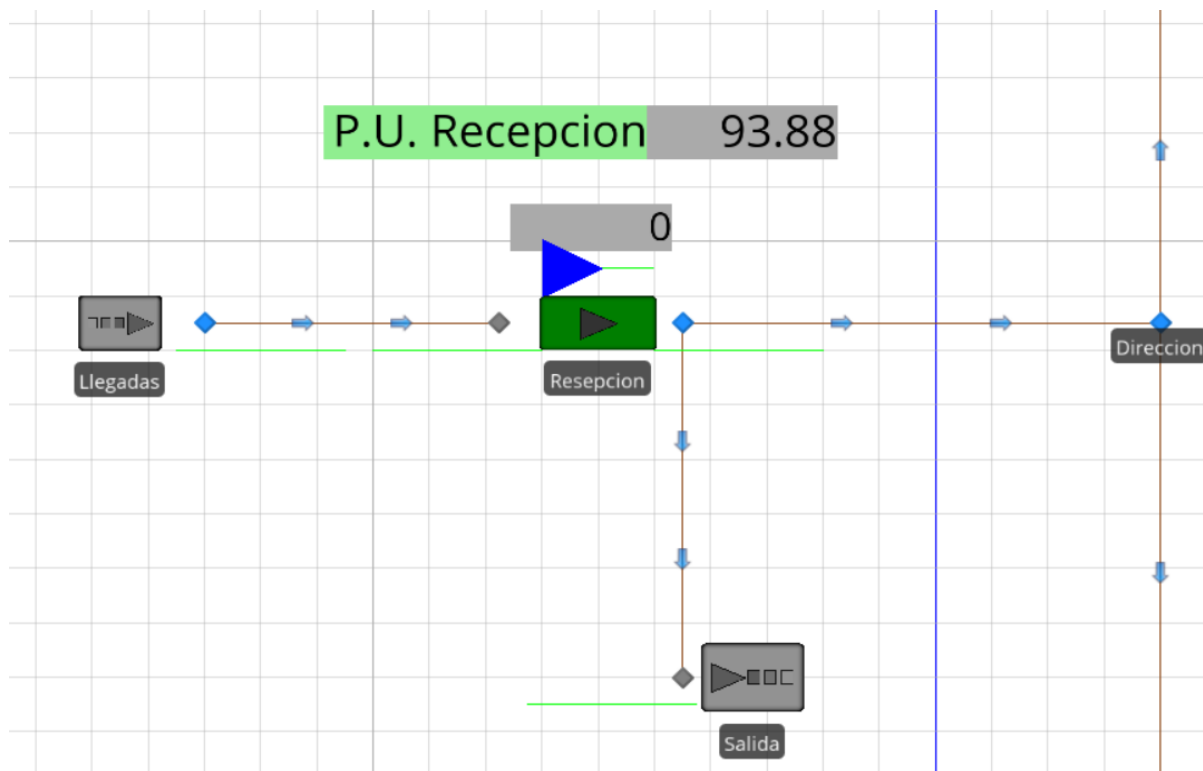 P.U. Recepcion 93.88
0
Llegadas
Resepcion
Direccion
Salida